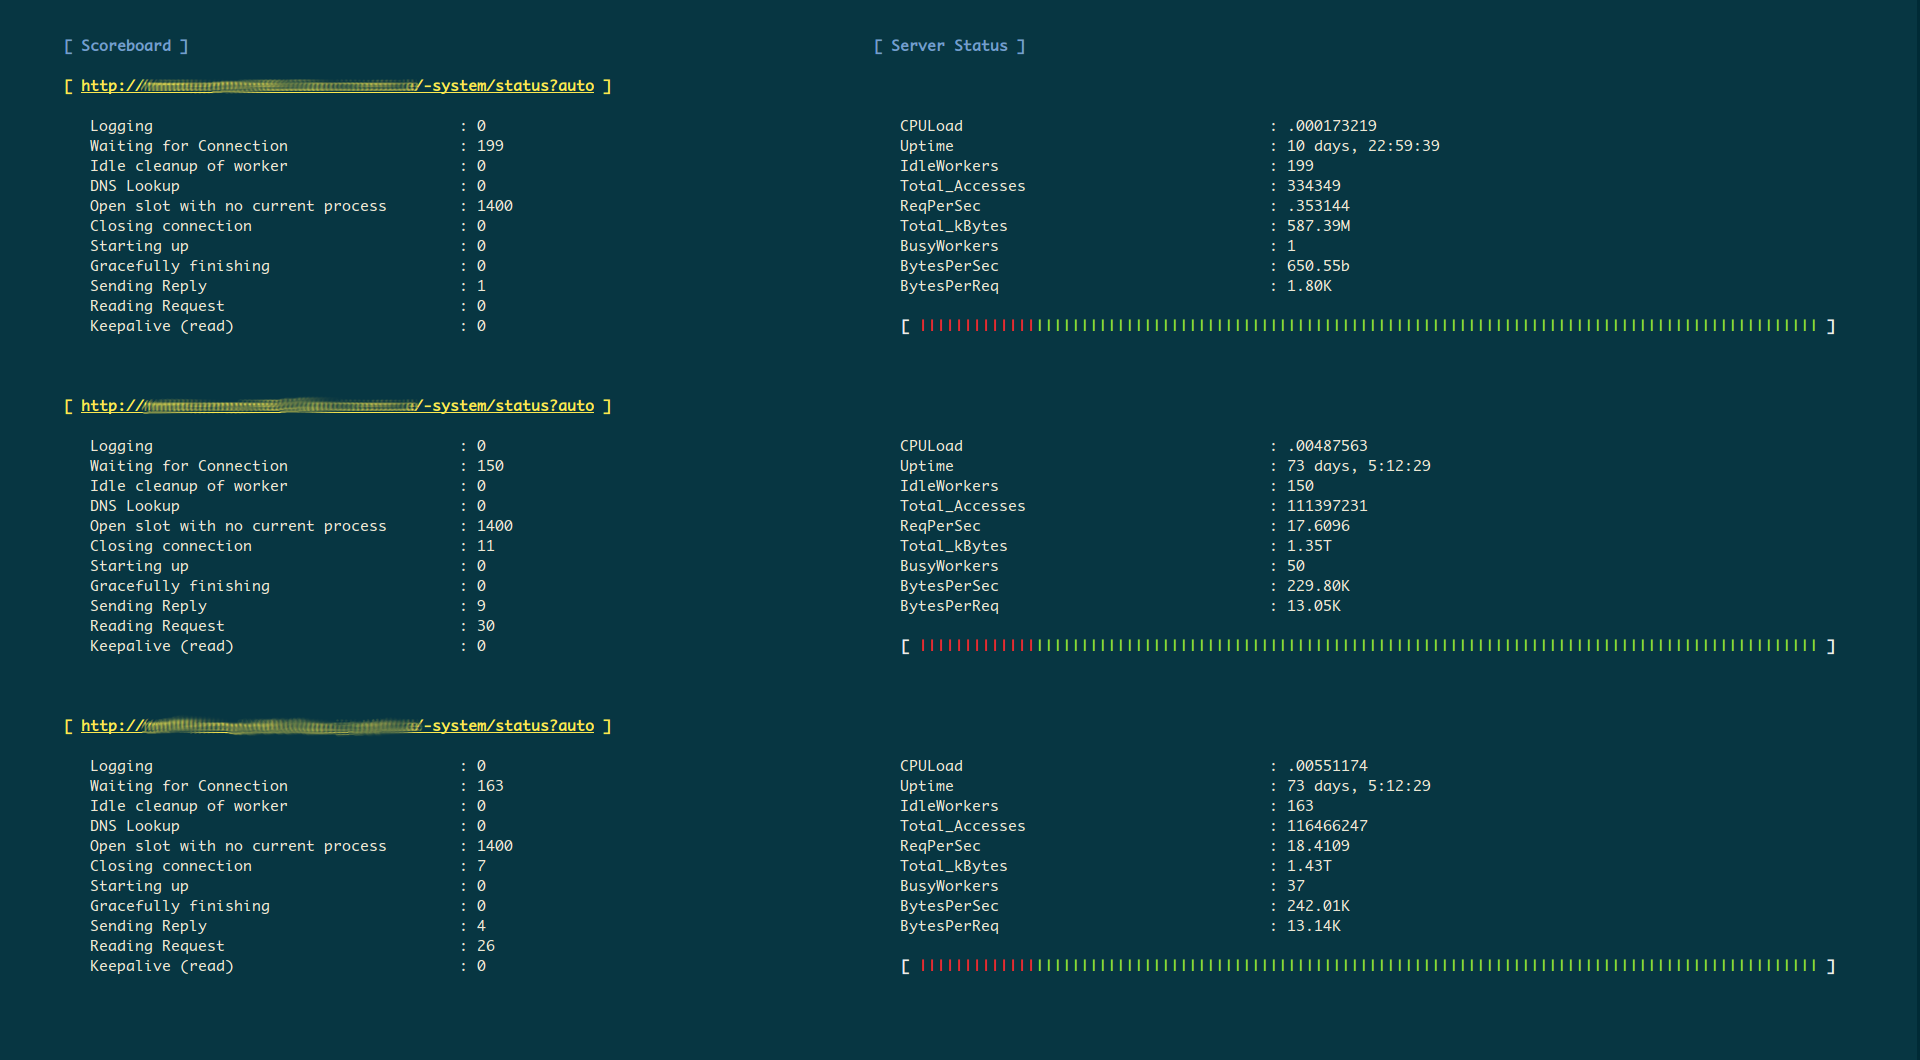 [ Scoreboard ] [ Server Status ]
[ http:// /-system/status?auto ]
Logging : 0 CPULoad : .000173219
Waiting for Connection : 199 Uptime : 10 days, 22:59:39
Idle cleanup of worker : 0 IdleWorkers : 199
DNS Lookup : 0 Total_Accesses : 334349
Open slot with no current process : 1400 ReqPerSec : .353144
Closing connection : 0 Total_kBytes : 587.39M
Starting up : 0 BusyWorkers : 1
Gracefully finishing : 0 BytesPerSec : 650.55b
Sending Reply : 1 BytesPerReq : 1.80K
Reading Request : 0
Keepalive (read) : 0
[ http:// /-system/status?auto ]
Logging : 0 CPULoad : .00487563
Waiting for Connection : 150 Uptime : 73 days, 5:12:29
Idle cleanup of worker : 0 IdleWorkers : 150
DNS Lookup : 0 Total_Accesses : 111397231
Open slot with no current process : 1400 ReqPerSec : 17.6096
Closing connection : 11 Total_kBytes : 1.35T
Starting up : 0 BusyWorkers : 50
Gracefully finishing : 0 BytesPerSec : 229.80K
Sending Reply : 9 BytesPerReq : 13.05K
Reading Request : 30
Keepalive (read) : 0
[ http:// /-system/status?auto ]
Logging : 0 CPULoad : .00551174
Waiting for Connection : 163 Uptime : 73 days, 5:12:29
Idle cleanup of worker : 0 IdleWorkers : 163
DNS Lookup : 0 Total_Accesses : 116466247
Open slot with no current process : 1400 ReqPerSec : 18.4109
Closing connection : 7 Total_kBytes : 1.43T
Starting up : 0 BusyWorkers : 37
Gracefully finishing : 0 BytesPerSec : 242.01K
Sending Reply : 4 BytesPerReq : 13.14K
Reading Request : 26
Keepalive (read) : 0